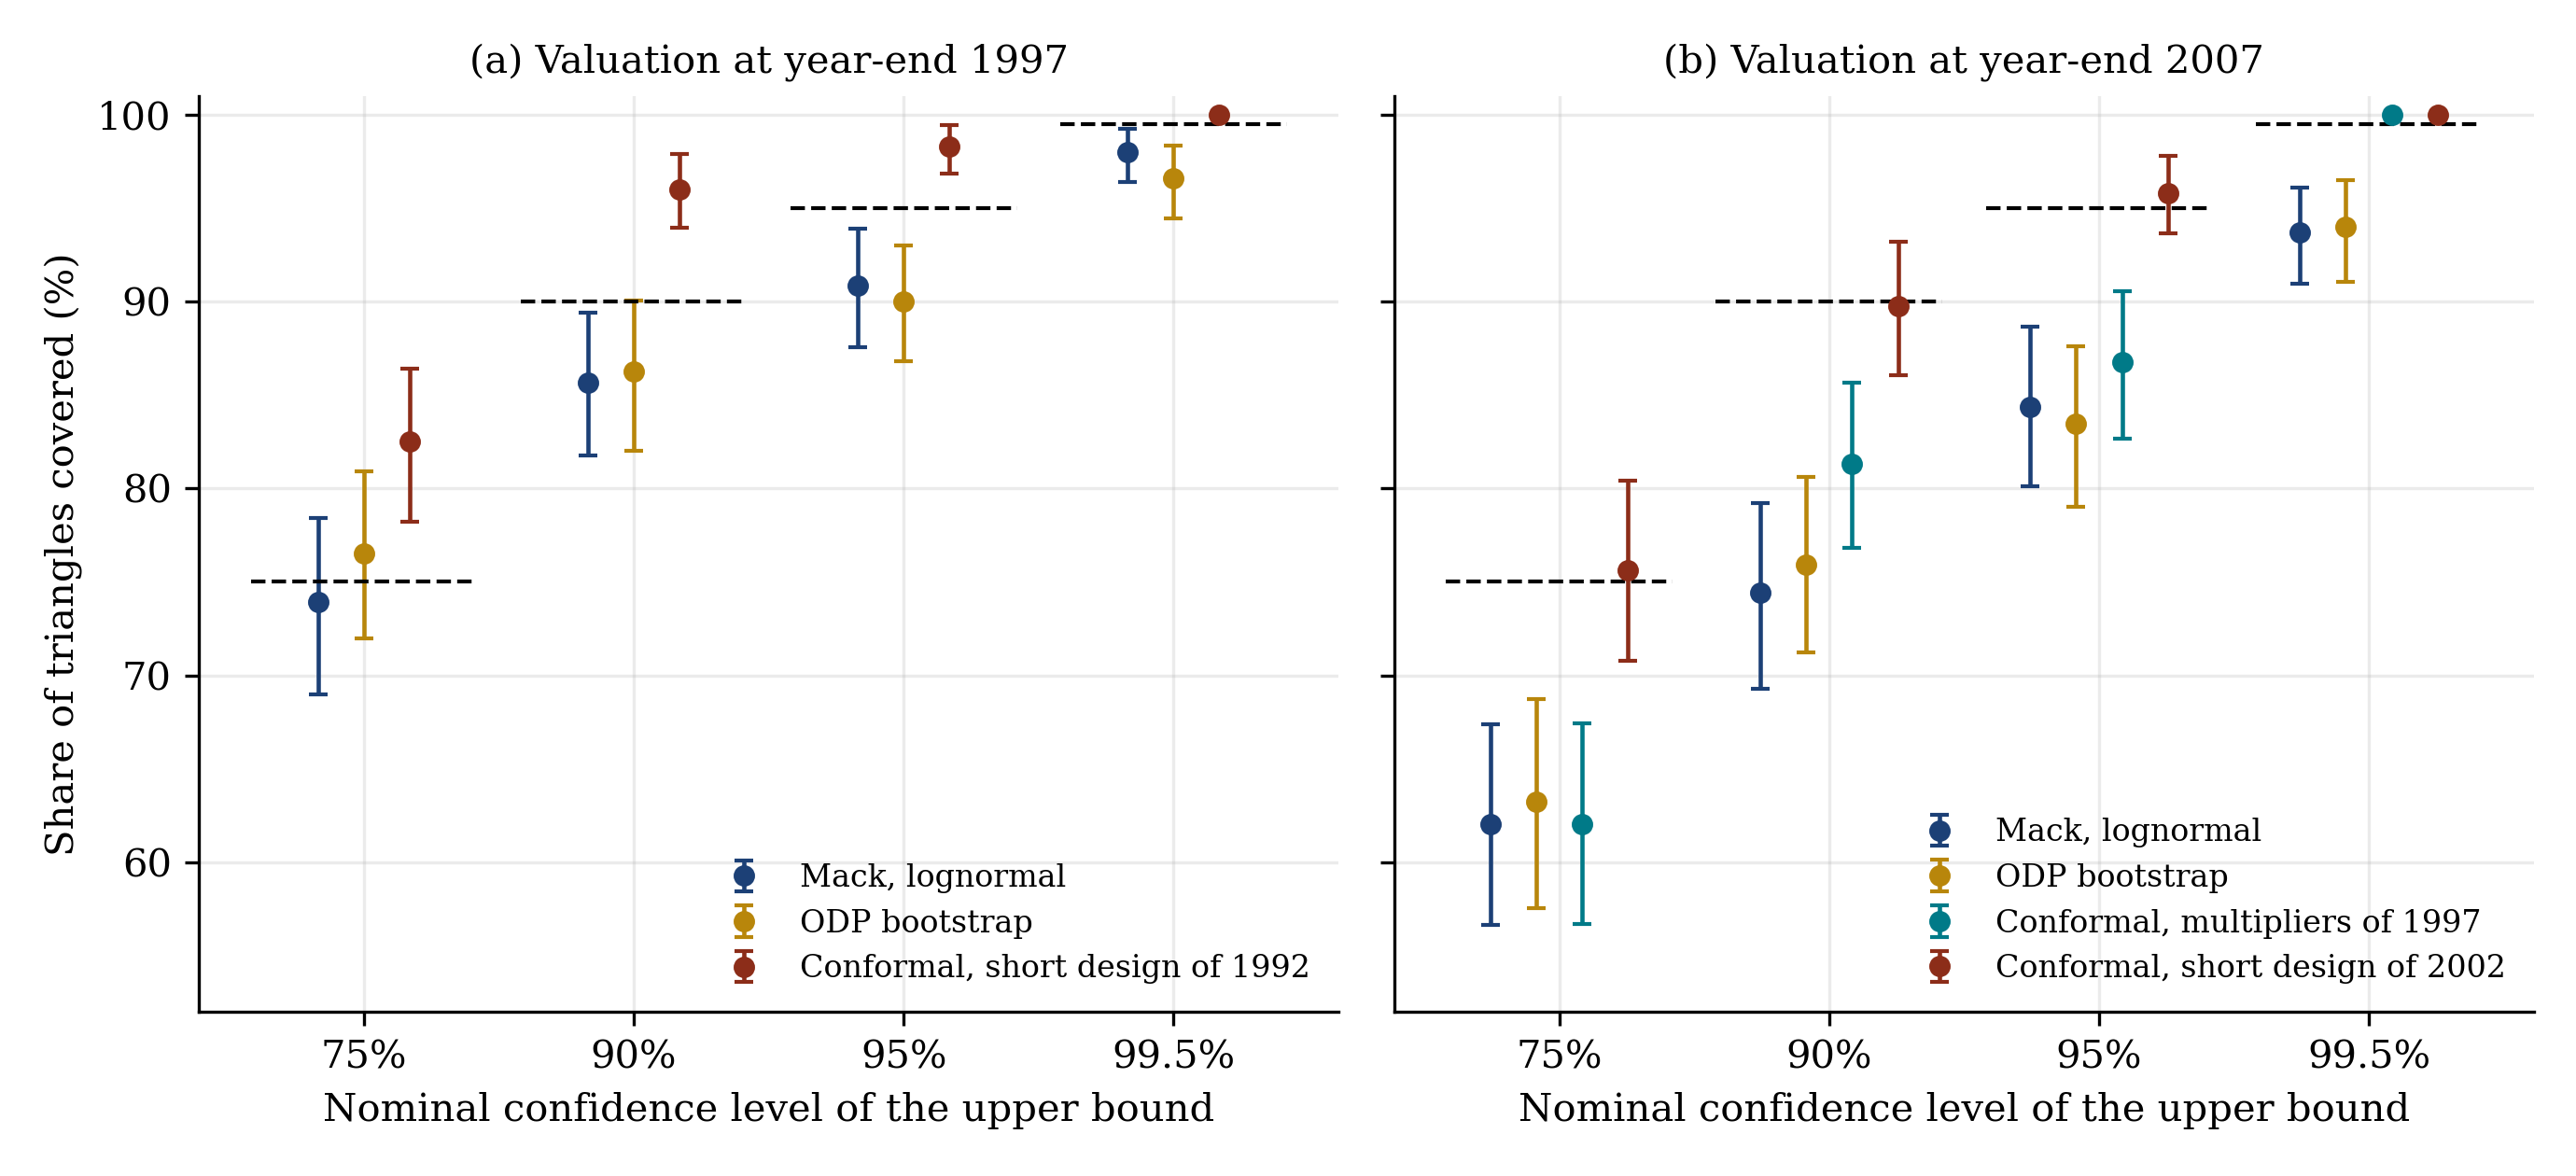 (a) Valuation at year-end 1997
(b) Valuation at year-end 2007
Share of triangles covered (%)
100
90
80
70
60
Mack, lognormal
ODP bootstrap
Conformal, short design of 1992
Mack, lognormal
ODP bootstrap
Conformal, multipliers of 1997
Conformal, short design of 2002
75%
90%
95%
99.5%
75%
90%
95%
99.5%
Nominal confidence level of the upper bound
Nominal confidence level of the upper bound